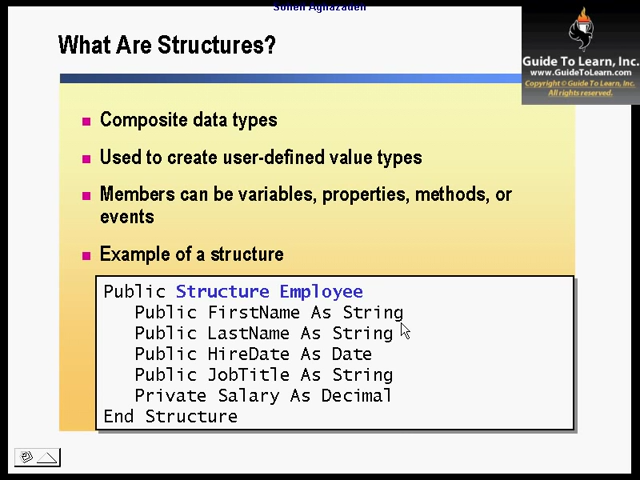 What Are Structures?
Guide To Learn, Inc.
www.GuideToLearn.com
Copyright © Guide To Learn, Inc.
All rights reserved.
Composite data types
Used to create user-defined value types
Members can be variables, properties, methods, or
events
Example of a structure
Public Structure Employee
Public FirstName As String
Public LastName As String
Public HireDate As Date
Public JobTitle As String
Private Salary As Decimal
End Structure